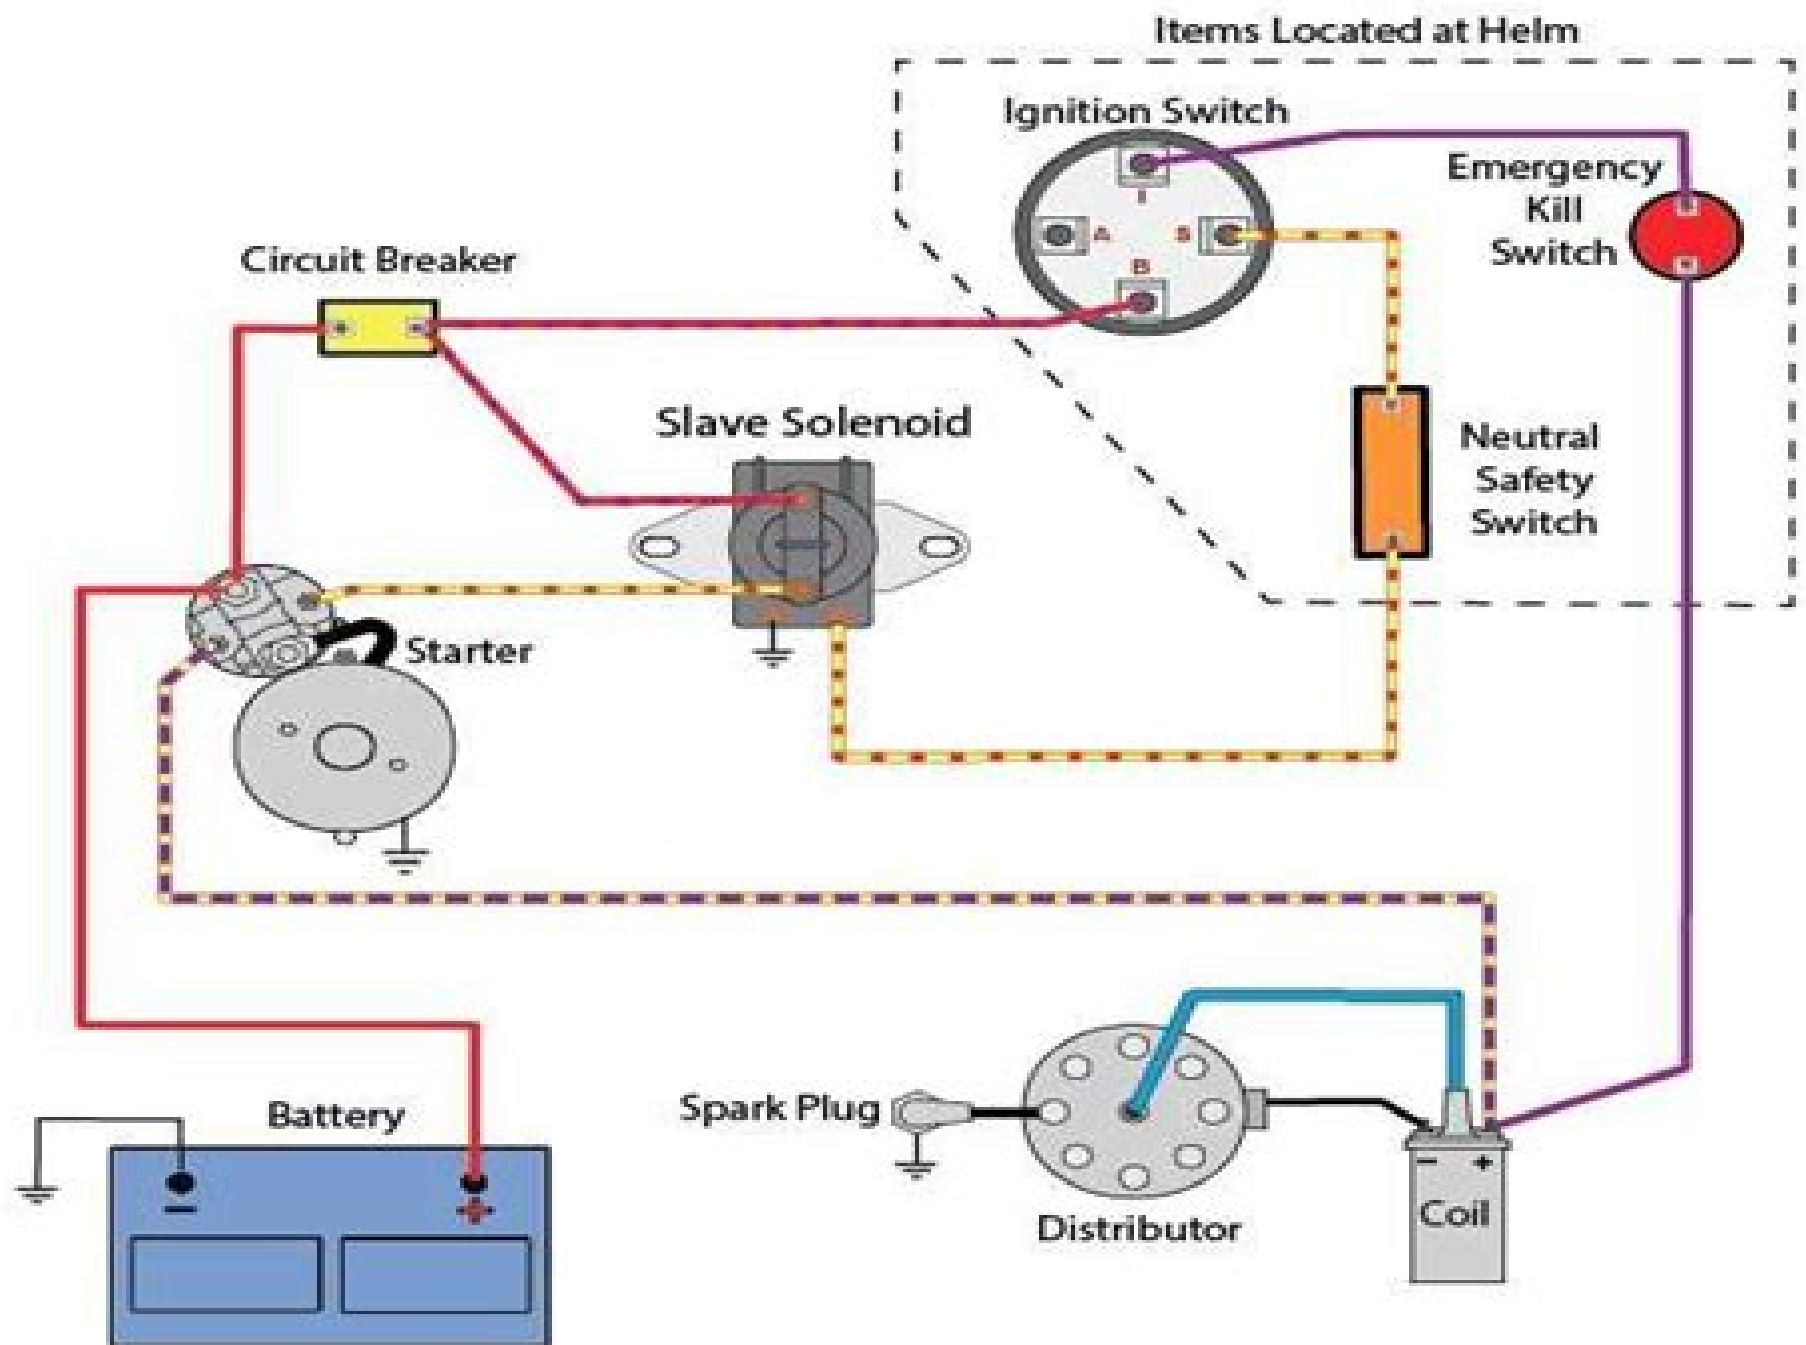 Items Located at Helm
Ignition Switch
I
A
S
B
Emergency
Kill
Switch
Circuit Breaker
Slave Solenoid
Neutral
Safety
Switch
Starter
Battery
Spark Plug
Distributor
- +
Coil
- +